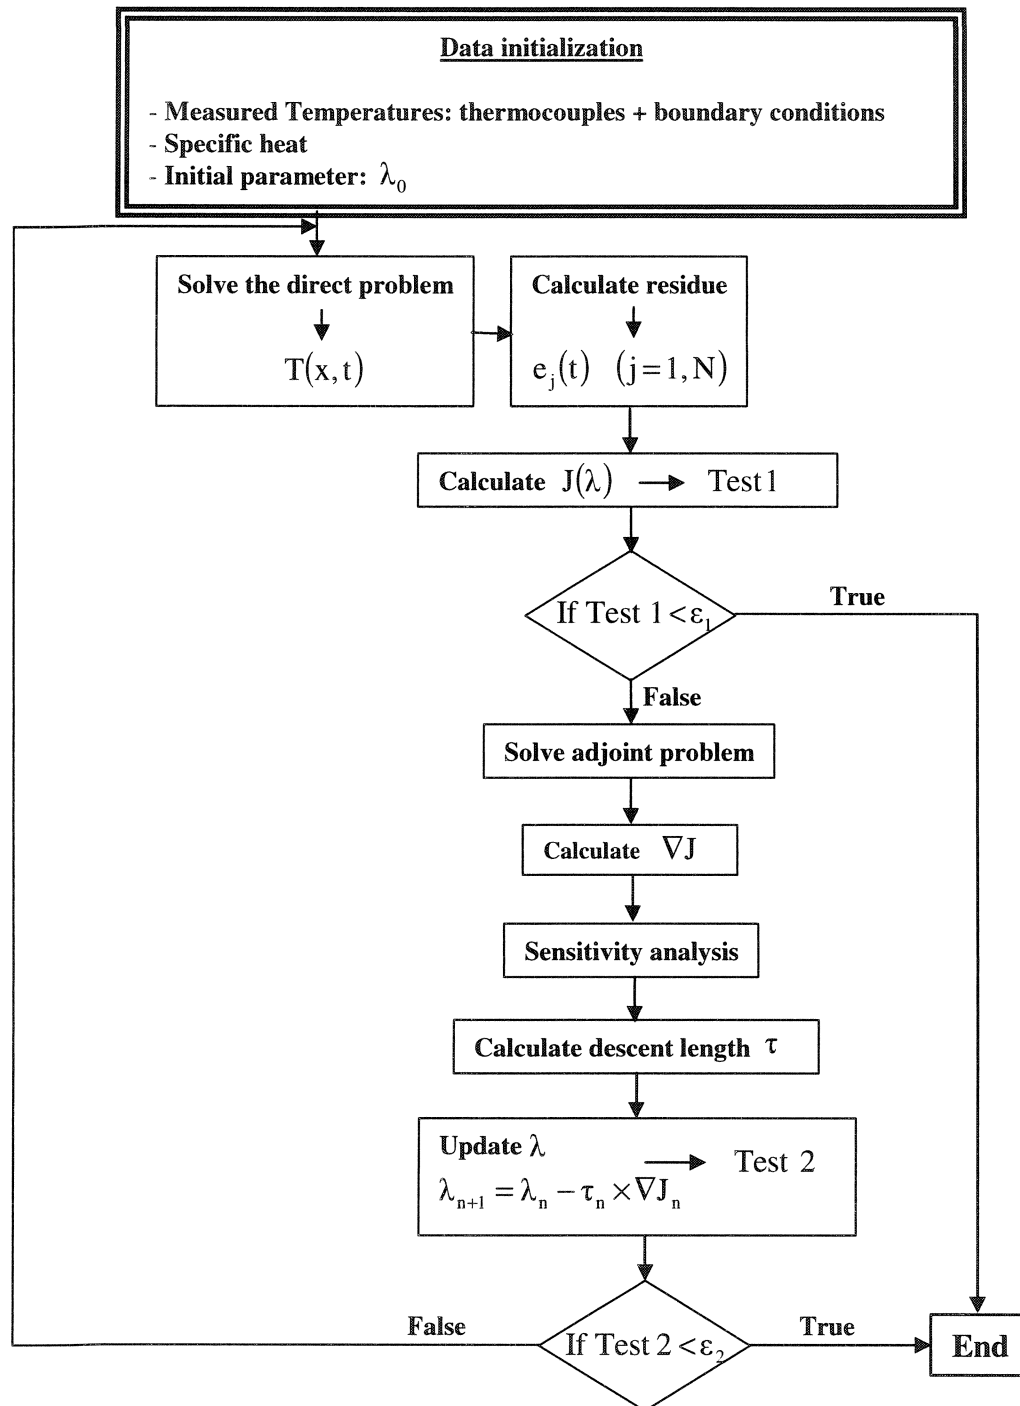 Data initialization
- Measured Temperatures: thermocouples + boundary conditions
- Specific heat
- Initial parameter: λ₀
Solve the direct problem
T(x,t)
Calculate residue
e_j(t) (j=1,N)
Calculate J(λ) → Test 1
If Test 1 <ε₁
True
False
Solve adjoint problem
Calculate ∇J
Sensitivity analysis
Calculate descent length τ
Update λ
→ Test 2
λₙ₊₁ = λₙ − τₙ × ∇Jₙ
If Test 2 <ε₂
False
True
End